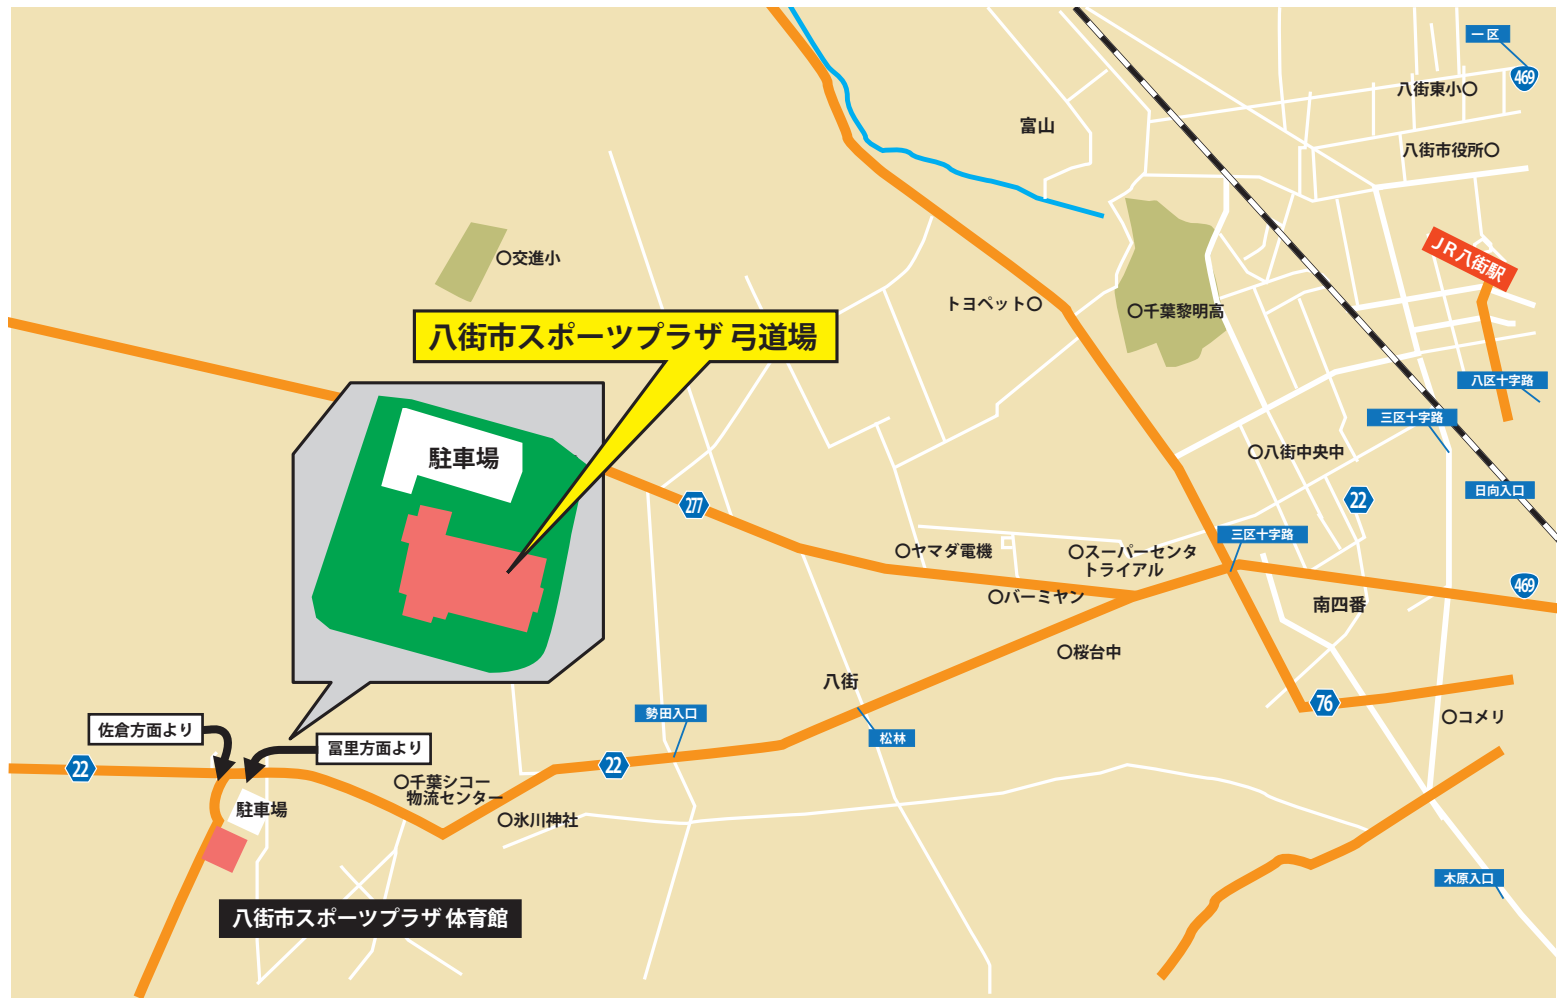 一区
469
八街東小
富山
八街市役所
JR八街駅
交進小
トヨペット
千葉黎明高
八街市スポーツプラザ 弓道場
八区十字路
三区十字路
駐車場
八街中央中
日向入口
277
22
三区十字路
ヤマダ電機
スーパーセンタ
トライアル
469
バーミヤン
南四番
桜台中
八街
76
勢田入口
コメリ
佐倉方面より
松林
冨里方面より
22
22
千葉シコー
物流センター
駐車場
氷川神社
木原入口
八街市スポーツプラザ 体育館